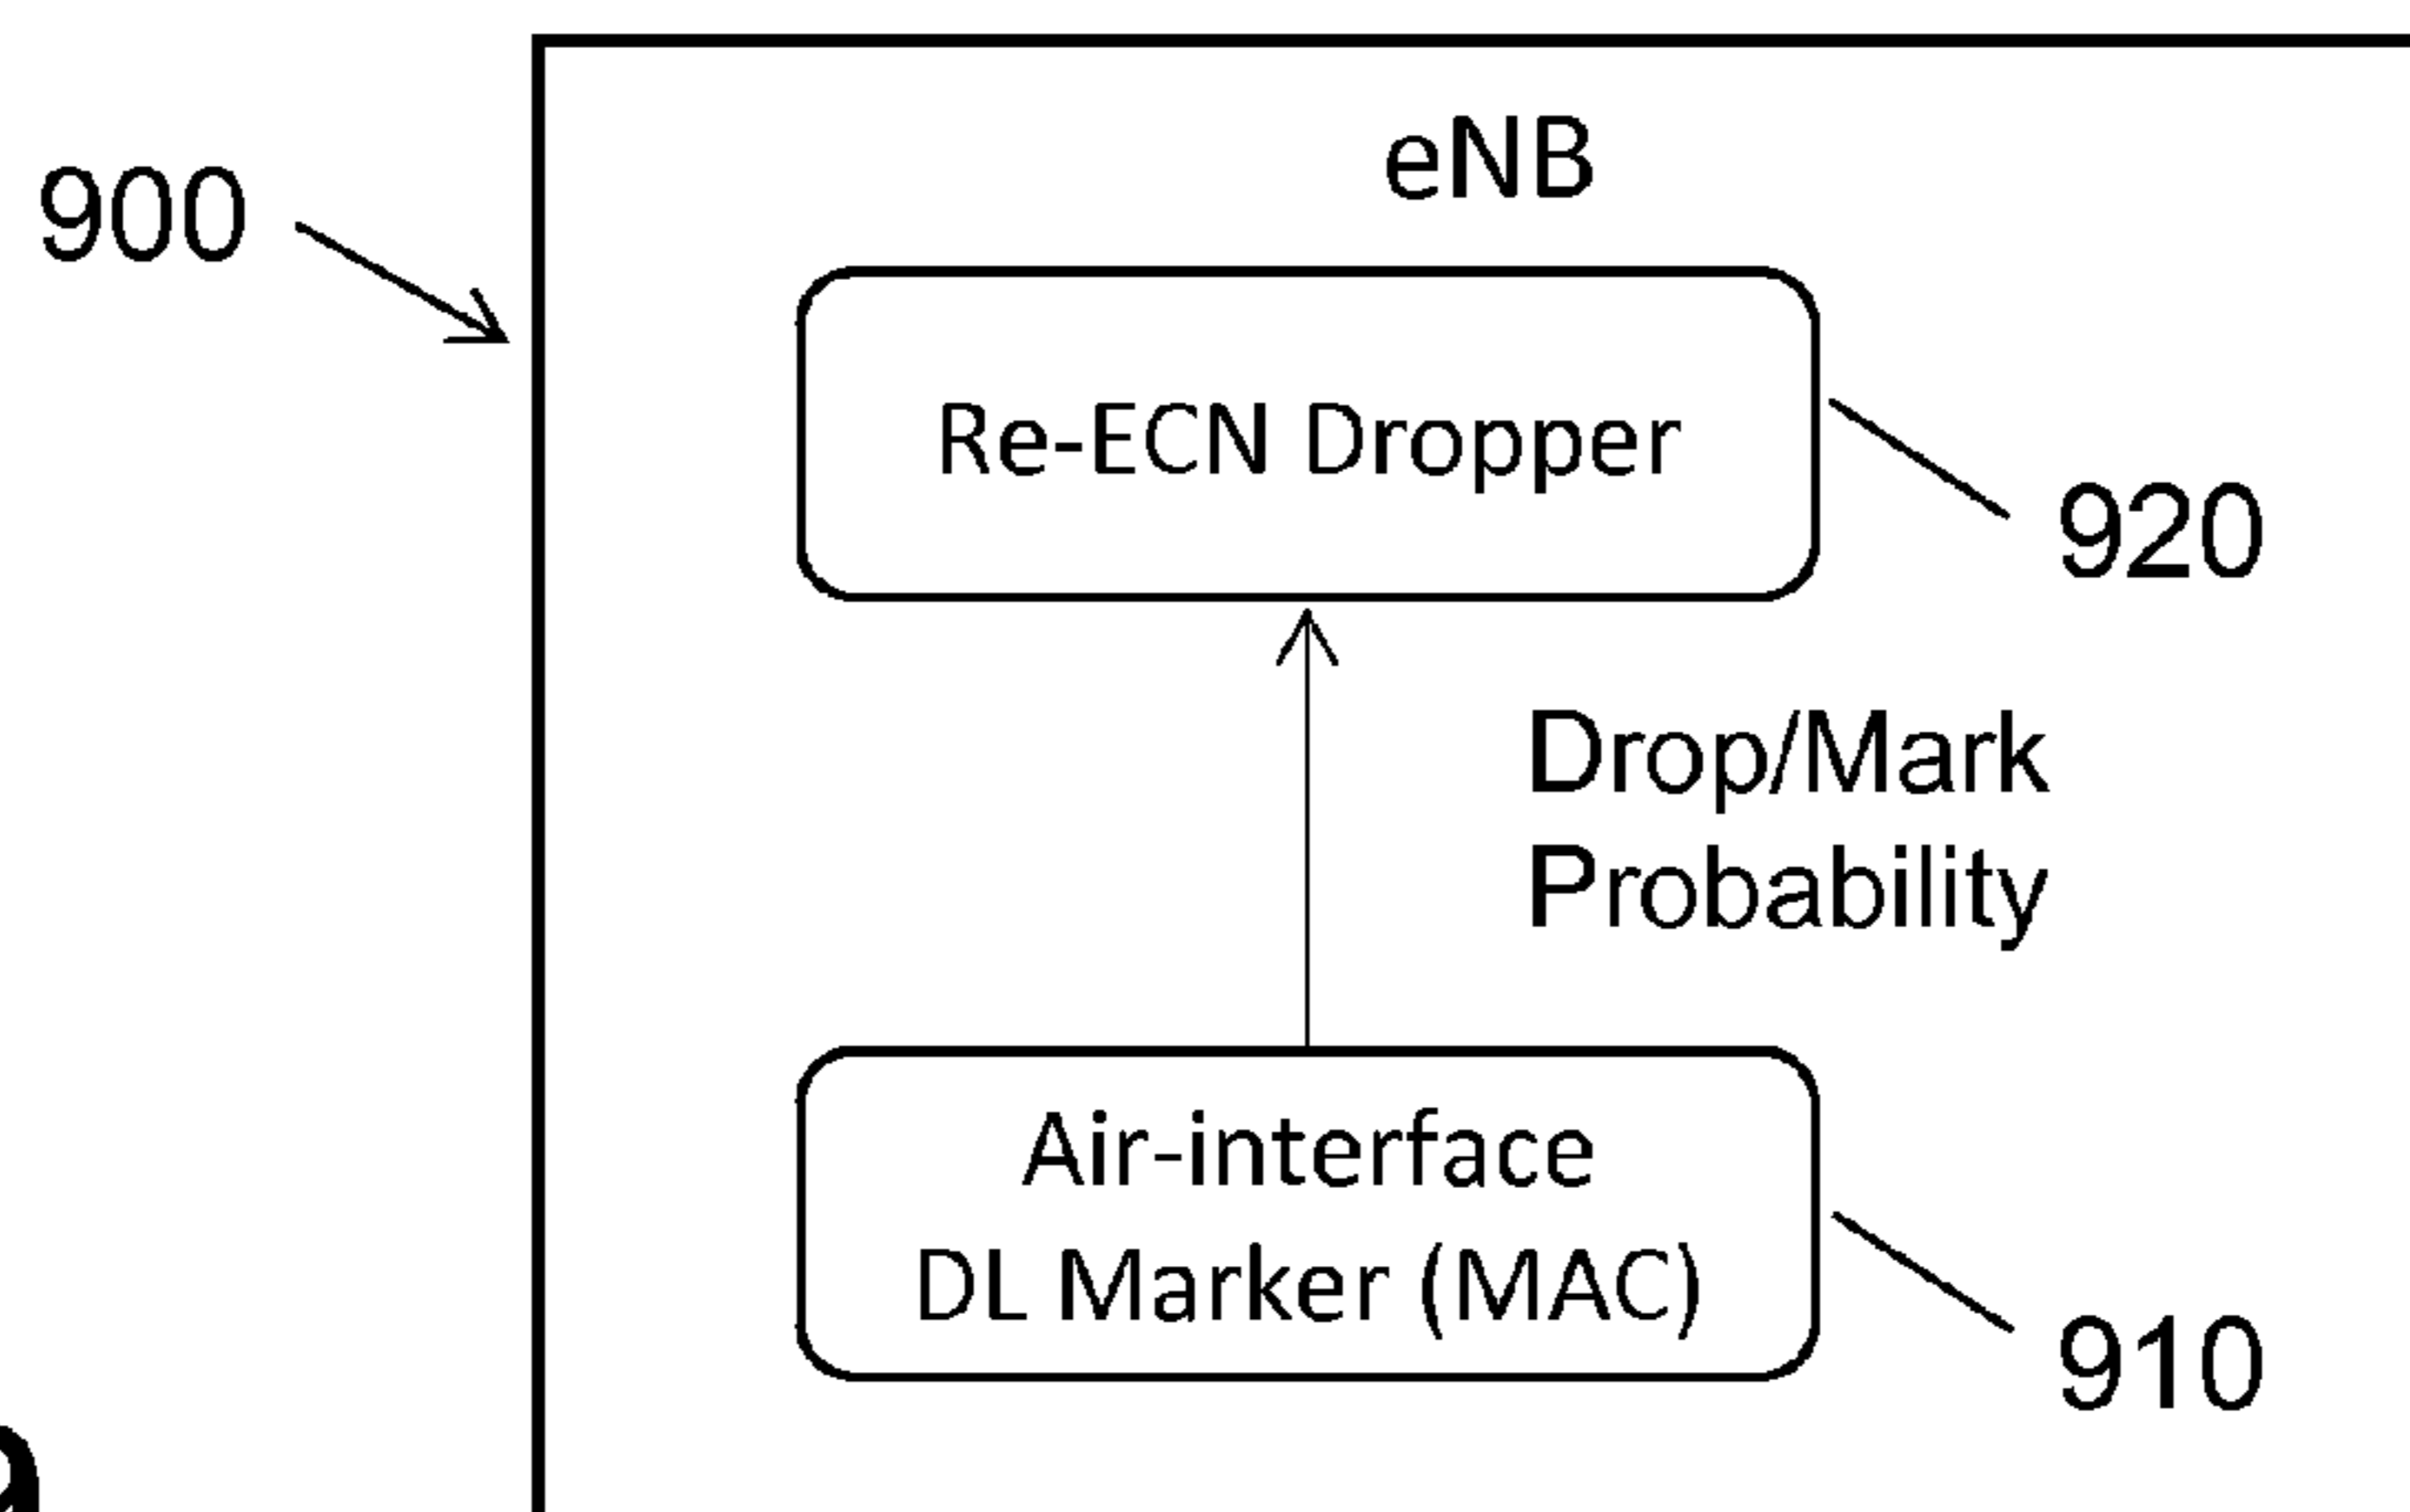 eNB
900
Re-ECN Dropper
920
Drop/Mark
Probability
Air-interface
DL Marker (MAC)
910